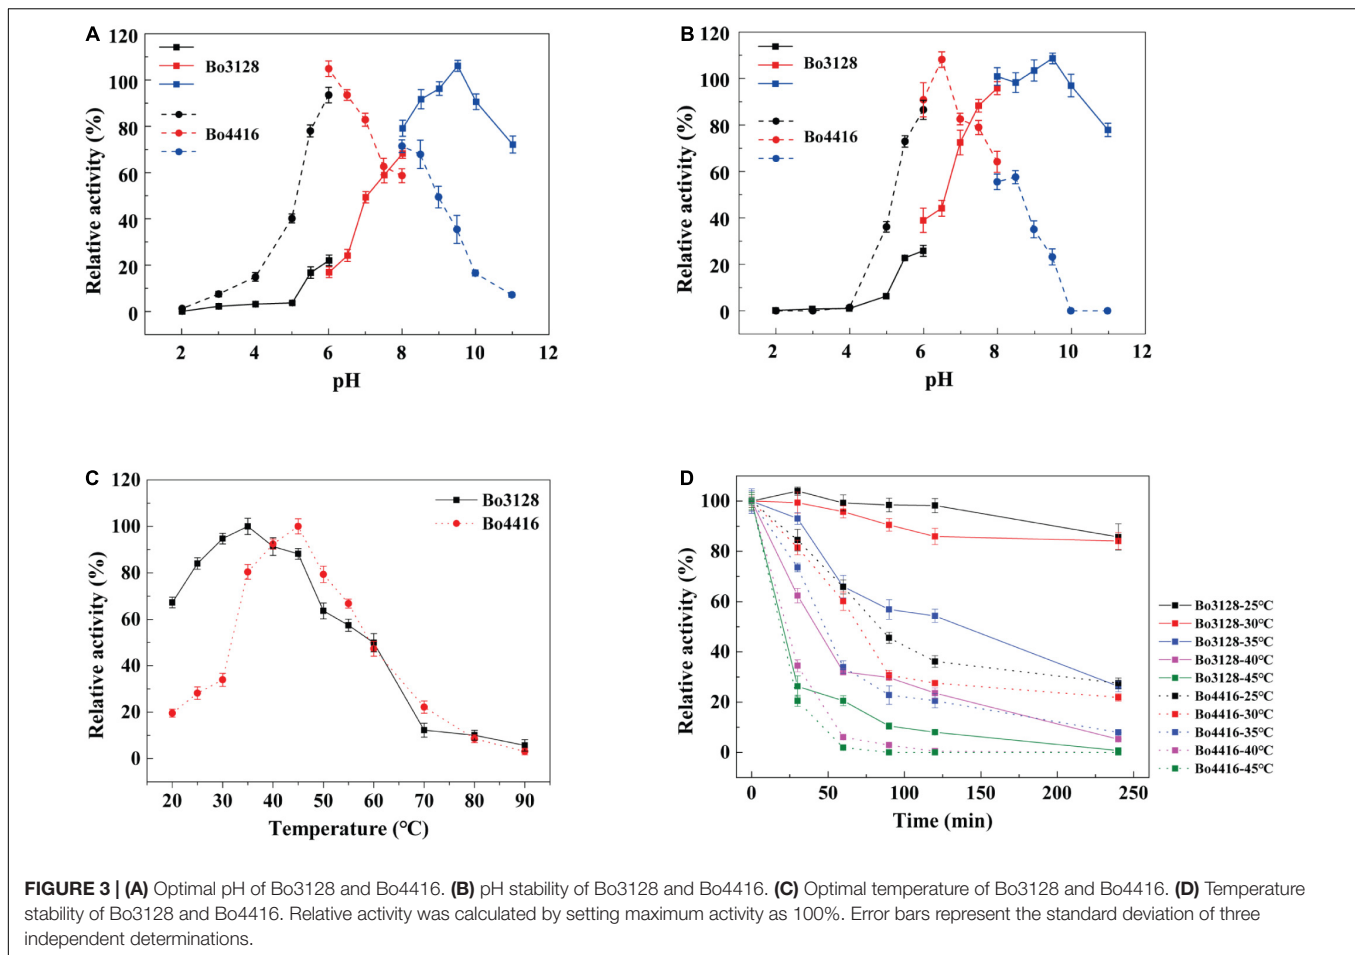 A
120
100
80
60
40
20
0
Relative activity (%)
Bo3128
Bo4416
2 4 6 8 10 12
pH
B
120
100
80
60
40
20
0
Relative activity (%)
Bo3128
Bo4416
2 4 6 8 10 12
pH
C
120
100
80
60
40
20
0
Relative activity (%)
Bo3128
Bo4416
20 30 40 50 60 70 80 90
Temperature (℃)
D
100
80
60
40
20
0
Relative activity (%)
0 50 100 150 200 250
Time (min)
Bo3128-25℃
Bo3128-30℃
Bo3128-35℃
Bo3128-40℃
Bo3128-45℃
Bo4416-25℃
Bo4416-30℃
Bo4416-35℃
Bo4416-40℃
Bo4416-45℃
FIGURE 3 | (A) Optimal pH of Bo3128 and Bo4416. (B) pH stability of Bo3128 and Bo4416. (C) Optimal temperature of Bo3128 and Bo4416. (D) Temperature
stability of Bo3128 and Bo4416. Relative activity was calculated by setting maximum activity as 100%. Error bars represent the standard deviation of three
independent determinations.